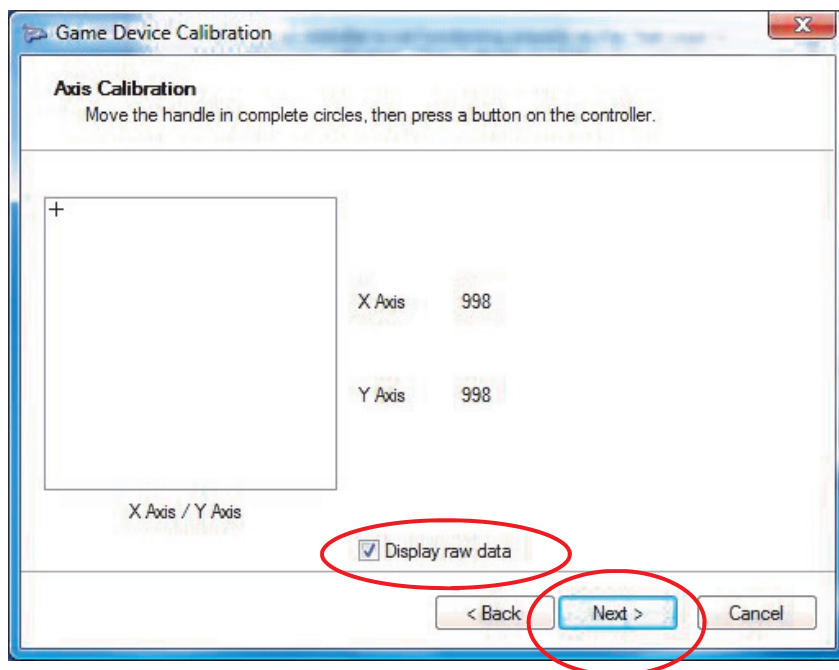 Game Device Calibration
Axis Calibration
Move the handle in complete circles, then press a button on the controller.
X Axis 998
Y Axis 998
X Axis / Y Axis
Display raw data
< Back Next > Cancel